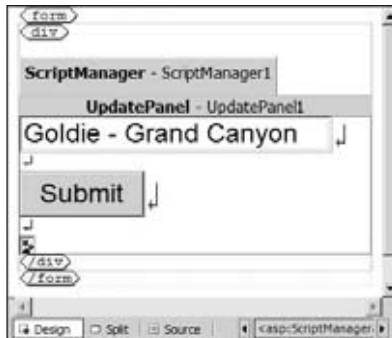 <form>
<div>
ScriptManager - ScriptManager1
UpdatePanel - UpdatePanel1
Goldie - Grand Canyon
Submit
</div>
</form>
Design Split Source <asp:ScriptManager